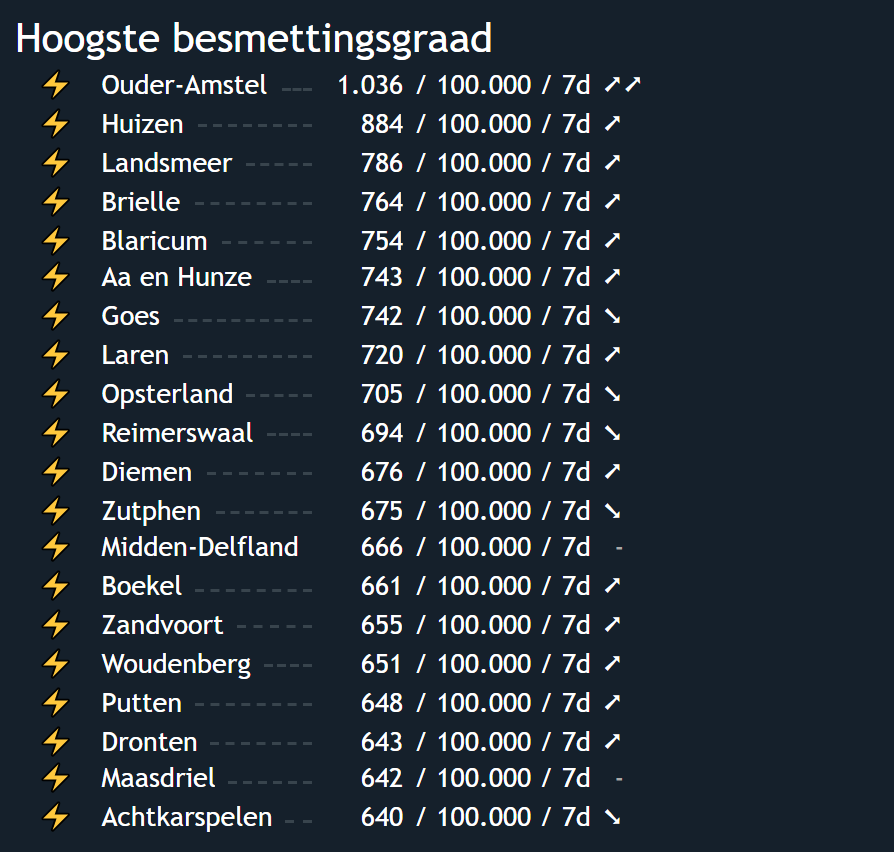 Hoogste besmettingsgraad
⚡ Ouder-Amstel --- 1.036 / 100.000 / 7d ➚➚
⚡ Huizen -------- 884 / 100.000 / 7d ➚
⚡ Landsmeer ----- 786 / 100.000 / 7d ➚
⚡ Brielle -------- 764 / 100.000 / 7d ➚
⚡ Blaricum ------ 754 / 100.000 / 7d ➚
⚡ Aa en Hunze ---- 743 / 100.000 / 7d ➚
⚡ Goes ---------- 742 / 100.000 / 7d ➘
⚡ Laren --------- 720 / 100.000 / 7d ➚
⚡ Opsterland ----- 705 / 100.000 / 7d ➘
⚡ Reimerswaal ---- 694 / 100.000 / 7d ➘
⚡ Diemen ------- 676 / 100.000 / 7d ➚
⚡ Zutphen ------- 675 / 100.000 / 7d ➘
⚡ Midden-Delfland 666 / 100.000 / 7d -
⚡ Boekel -------- 661 / 100.000 / 7d ➚
⚡ Zandvoort ----- 655 / 100.000 / 7d ➚
⚡ Woudenberg ---- 651 / 100.000 / 7d ➚
⚡ Putten -------- 648 / 100.000 / 7d ➚
⚡ Dronten ------- 643 / 100.000 / 7d ➚
⚡ Maasdriel ------ 642 / 100.000 / 7d -
⚡ Achtkarspelen -- 640 / 100.000 / 7d ➘